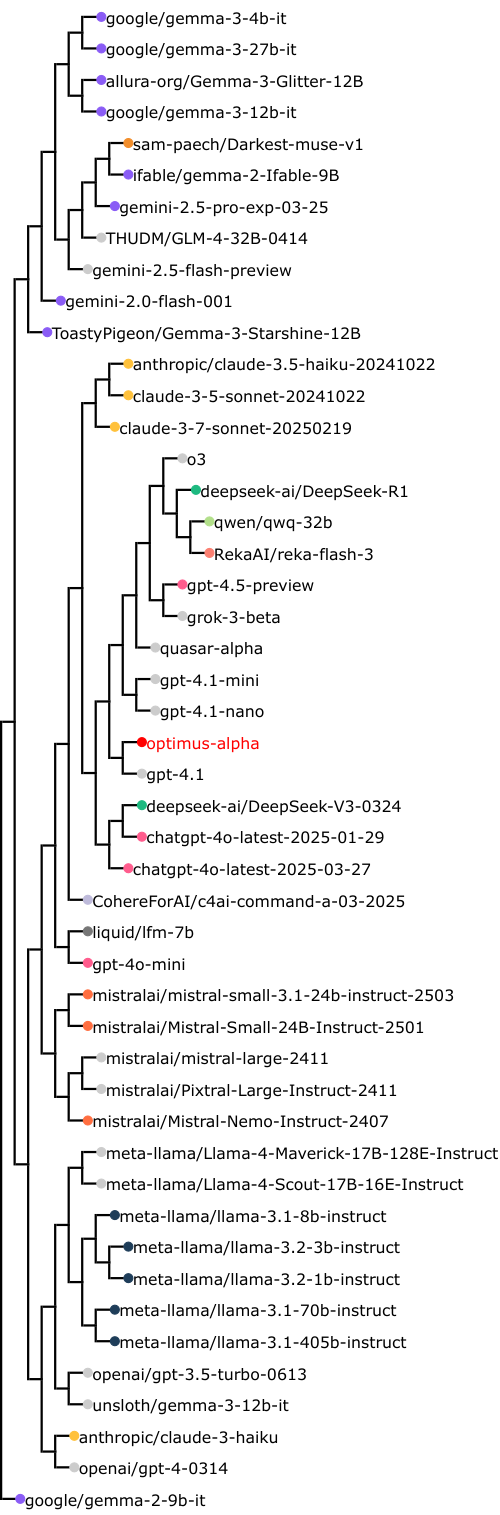 google/gemma-3-4b-it
google/gemma-3-27b-it
allura-org/Gemma-3-Glitter-12B
google/gemma-3-12b-it
sam-paech/Darkest-muse-v1
ifable/gemma-2-Ifable-9B
gemini-2.5-pro-exp-03-25
THUDM/GLM-4-32B-0414
gemini-2.5-flash-preview
gemini-2.0-flash-001
ToastyPigeon/Gemma-3-Starshine-12B
anthropic/claude-3.5-haiku-20241022
claude-3-5-sonnet-20241022
claude-3-7-sonnet-20250219
o3
deepseek-ai/DeepSeek-R1
qwen/qwq-32b
RekaAI/reka-flash-3
gpt-4.5-preview
grok-3-beta
quasar-alpha
gpt-4.1-mini
gpt-4.1-nano
optimus-alpha
gpt-4.1
deepseek-ai/DeepSeek-V3-0324
chatgpt-4o-latest-2025-01-29
chatgpt-4o-latest-2025-03-27
CohereForAI/c4ai-command-a-03-2025
liquid/lfm-7b
gpt-4o-mini
mistralai/mistral-small-3.1-24b-instruct-2503
mistralai/Mistral-Small-24B-Instruct-2501
mistralai/mistral-large-2411
mistralai/Pixtral-Large-Instruct-2411
mistralai/Mistral-Nemo-Instruct-2407
meta-llama/Llama-4-Maverick-17B-128E-Instruct
meta-llama/Llama-4-Scout-17B-16E-Instruct
meta-llama/llama-3.1-8b-instruct
meta-llama/llama-3.2-3b-instruct
meta-llama/llama-3.2-1b-instruct
meta-llama/llama-3.1-70b-instruct
meta-llama/llama-3.1-405b-instruct
openai/gpt-3.5-turbo-0613
unsloth/gemma-3-12b-it
anthropic/claude-3-haiku
openai/gpt-4-0314
google/gemma-2-9b-it